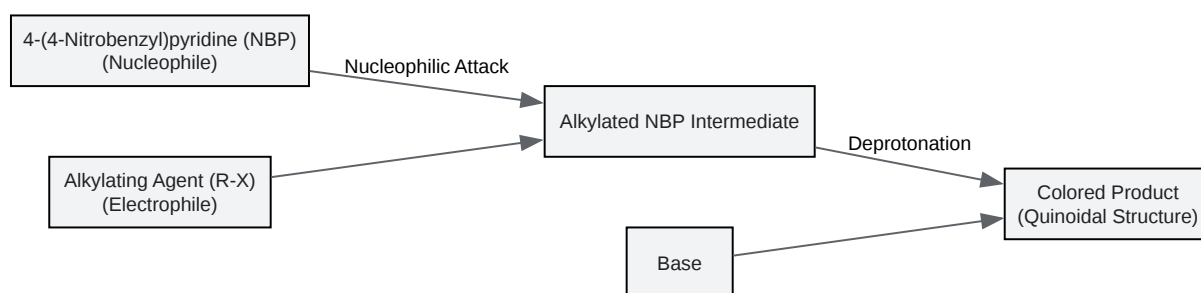 4-(4-Nitrobenzyl)pyridine (NBP)
(Nucleophile)
Nucleophilic Attack
Alkylating Agent (R-X)
(Electrophile)
Alkylated NBP Intermediate
Deprotonation
Base
Colored Product
(Quinoidal Structure)